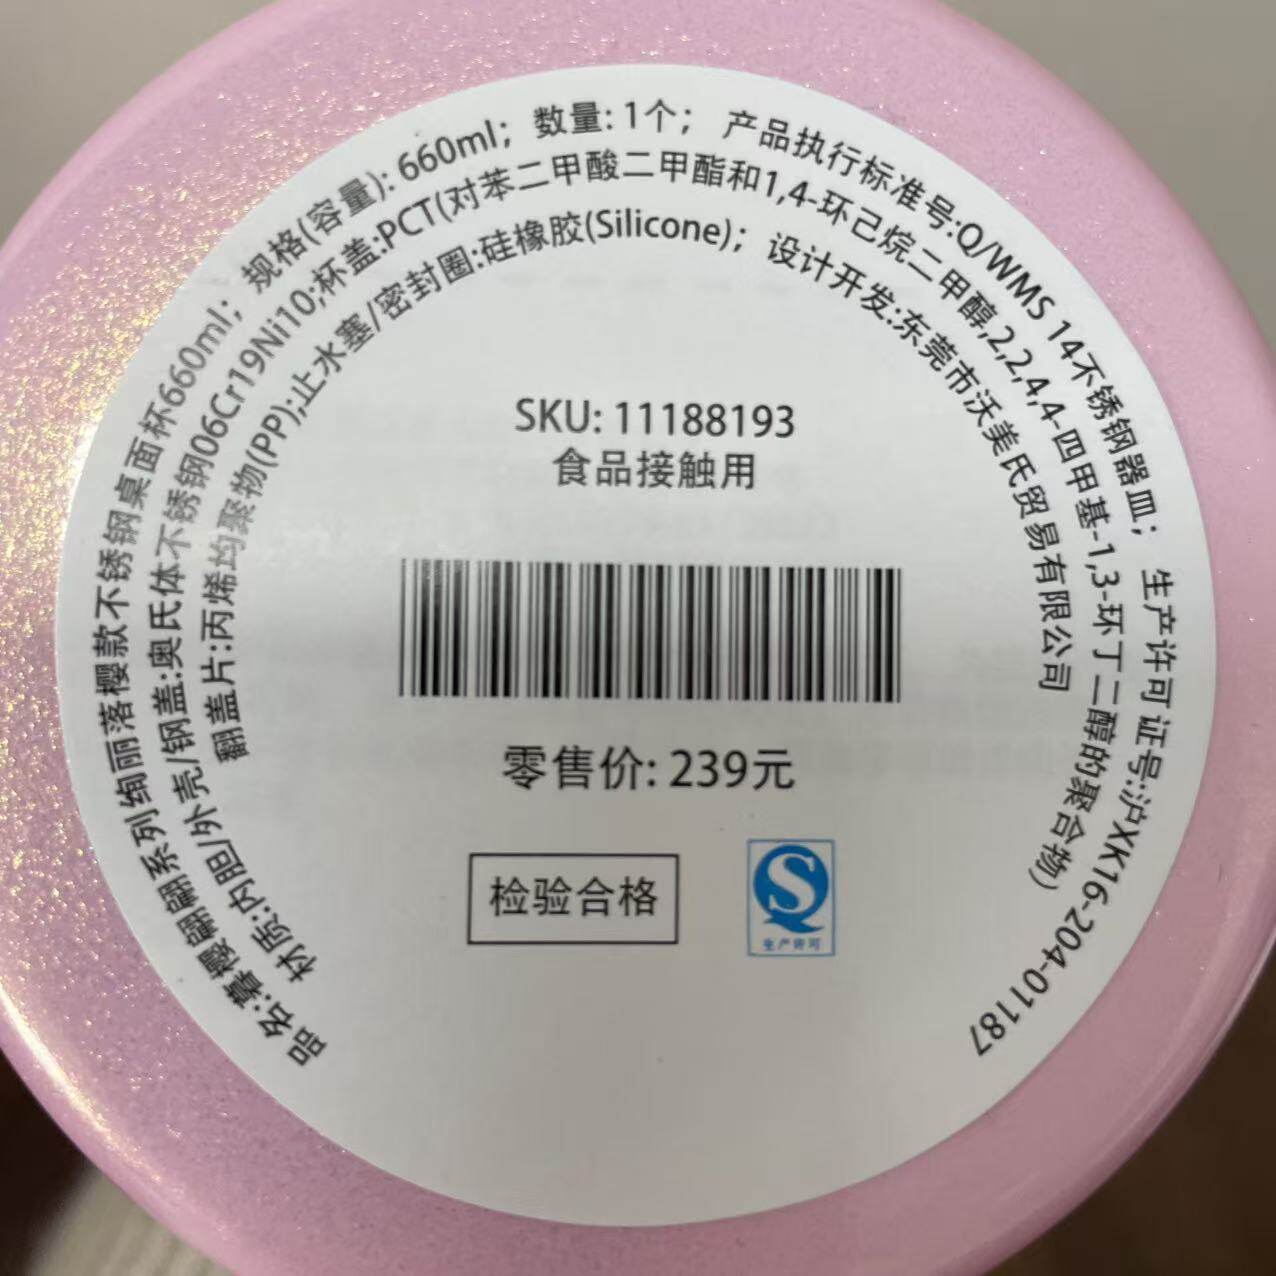 品名:暮樱翩翩系列绚丽落樱款不锈钢桌面杯660ml；规格(容量): 660ml；数量: 1个；产品执行标准号:Q/WMS 14不锈钢器皿；生产许可证号:沪XK16-204-01187
材质:内胆/外壳/钢盖:奥氏体不锈钢06Cr19Ni10;杯盖:PCT(对苯二甲酸二甲酯和1,4-环己烷二甲醇,2,2,4,4-四甲基-1,3-环丁二醇的聚合物)
翻盖片:丙烯均聚物(PP);止水塞/密封圈:硅橡胶(Silicone)；设计开发:东莞市沃美氏贸易有限公司
SKU: 11188193
食品接触用
零售价: 239元
检验合格
QS
生产许可